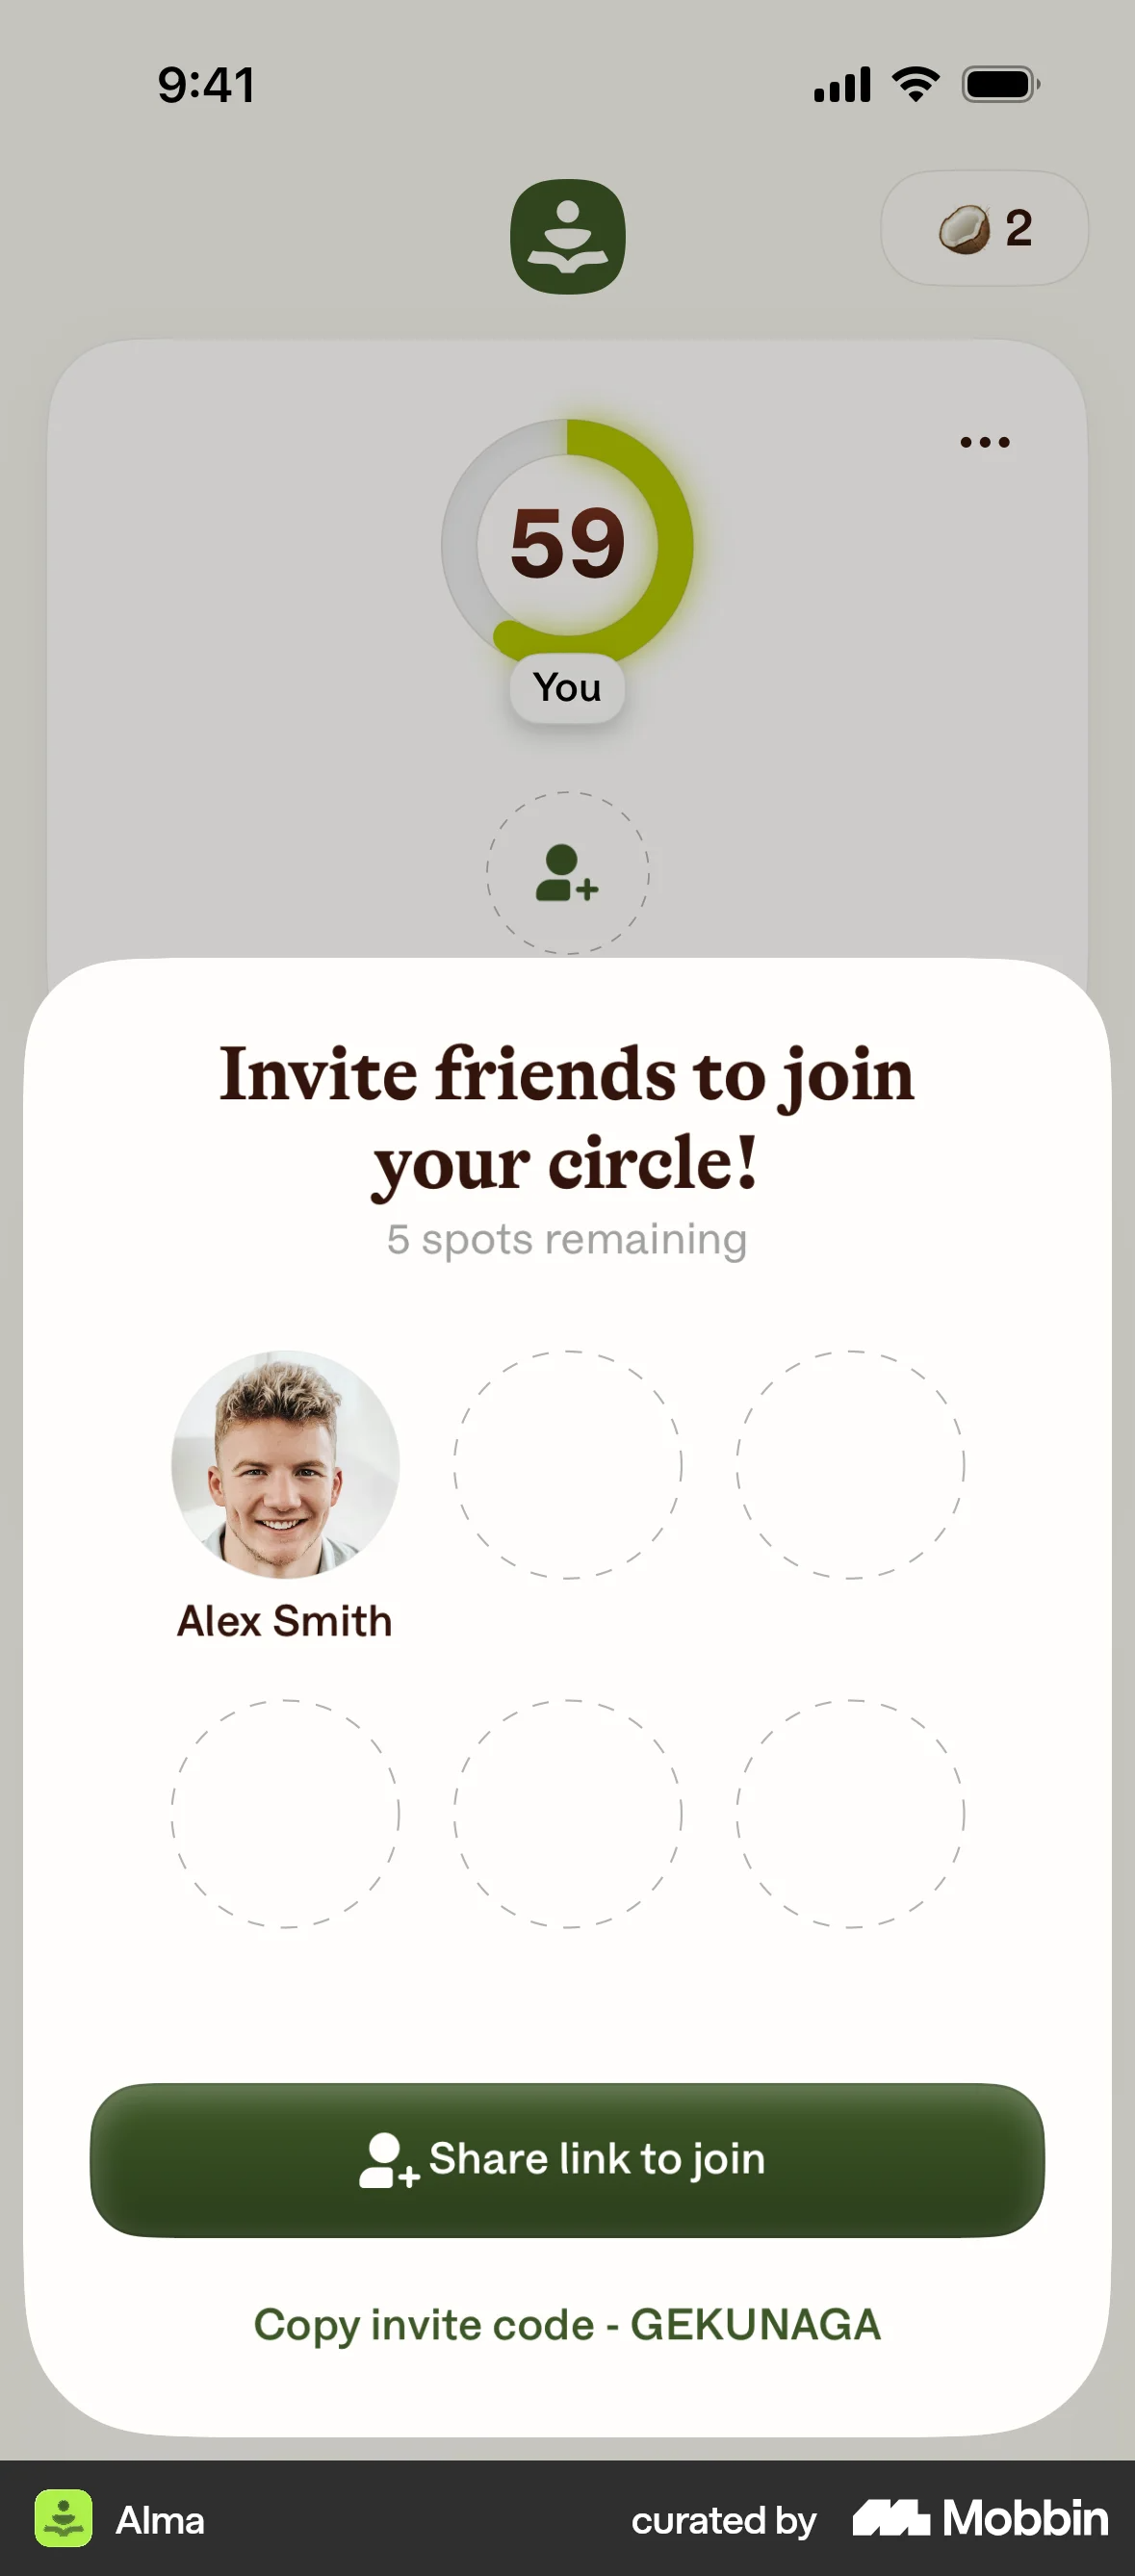 9:41
2
59
You
Invite friends to join
your circle!
5 spots remaining
Alex Smith
Share link to join
Copy invite code - GEKUNAGA
Alma
curated by Mobbin